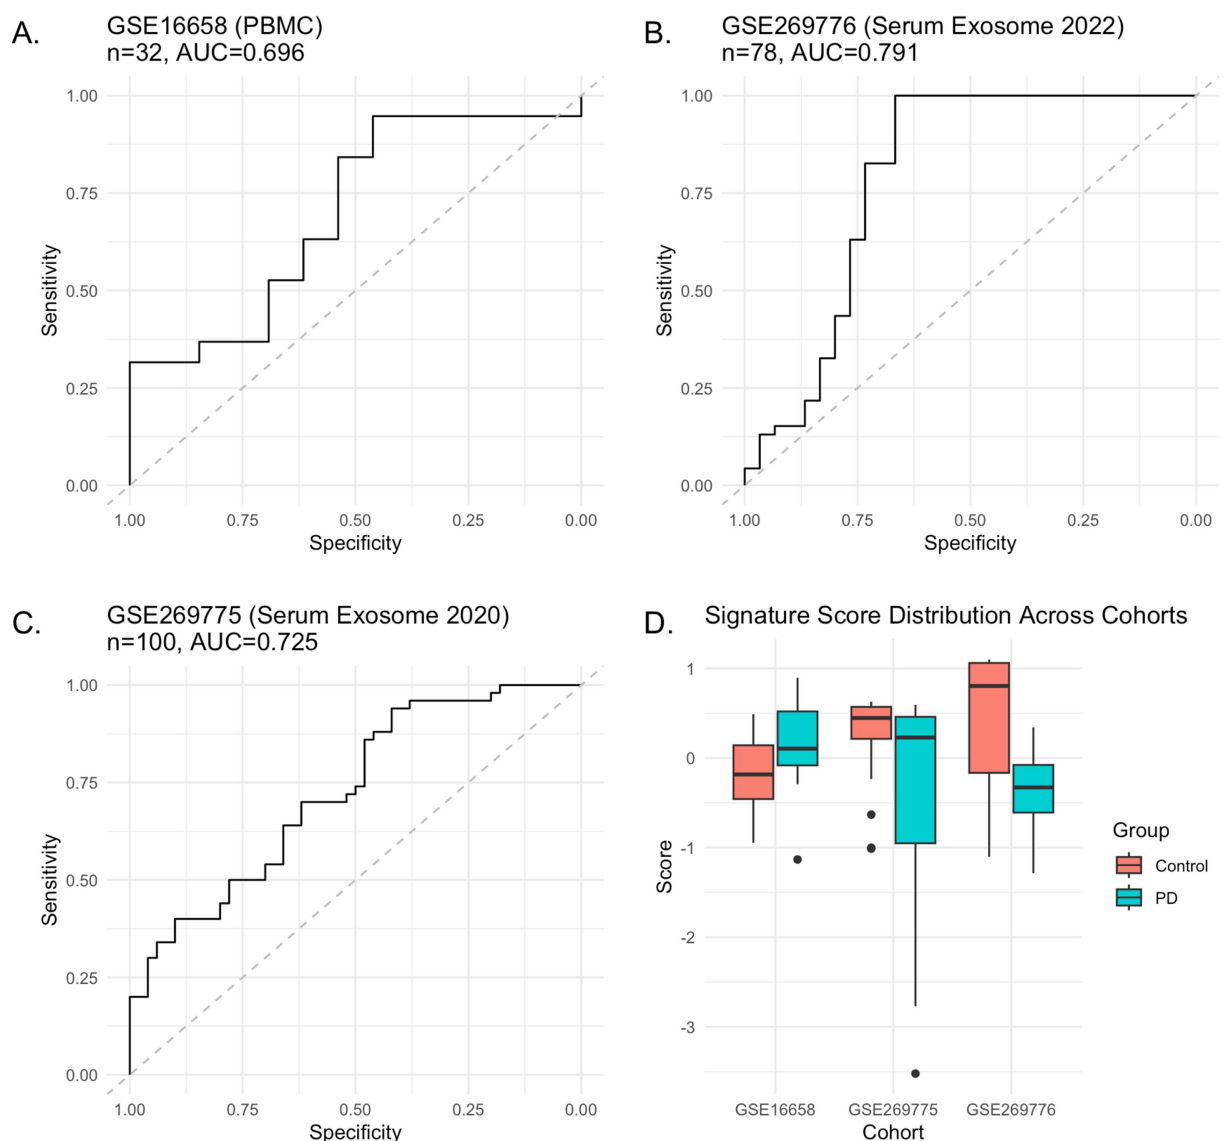 A.
GSE16658 (PBMC)
n=32, AUC=0.696
1.00
0.75
0.50
0.25
0.00
Sensitivity
1.00 0.75 0.50 0.25 0.00
Specificity
B.
GSE269776 (Serum Exosome 2022)
n=78, AUC=0.791
1.00
0.75
0.50
0.25
0.00
Sensitivity
1.00 0.75 0.50 0.25 0.00
Specificity
C.
GSE269775 (Serum Exosome 2020)
n=100, AUC=0.725
1.00
0.75
0.50
0.25
0.00
Sensitivity
1.00 0.75 0.50 0.25 0.00
Specificity
D.
Signature Score Distribution Across Cohorts
1
0
-1
-2
-3
Score
GSE16658 GSE269775 GSE269776
Cohort
Group
Control
PD